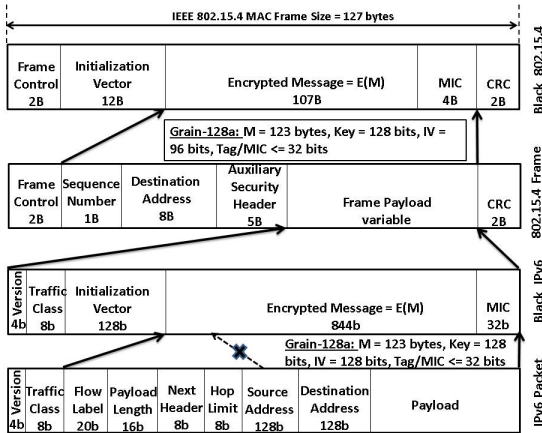 IEEE 802.15.4 MAC Frame Size = 127 bytes
Frame Control 2B
Initialization Vector 12B
Encrypted Message = E(M) 107B
MIC 4B
CRC 2B
Black 802.15.4
Grain-128a: M = 123 bytes, Key = 128 bits, IV =
96 bits, Tag/MIC <= 32 bits
Frame Control 2B
Sequence Number 1B
Destination Address 8B
Auxiliary Security Header 5B
Frame Payload variable
CRC 2B
802.15.4 Frame
Version 4b
Traffic Class 8b
Initialization Vector 128b
Encrypted Message = E(M) 844b
MIC 32b
Black IPv6
Grain-128a: M = 123 bytes, Key = 128
bits, IV = 128 bits, Tag/MIC <= 32 bits
Version 4b
Traffic Class 8b
Flow Label 20b
Payload Length 16b
Next Header 8b
Hop Limit 8b
Source Address 128b
Destination Address 128b
Payload
IPv6 Packet